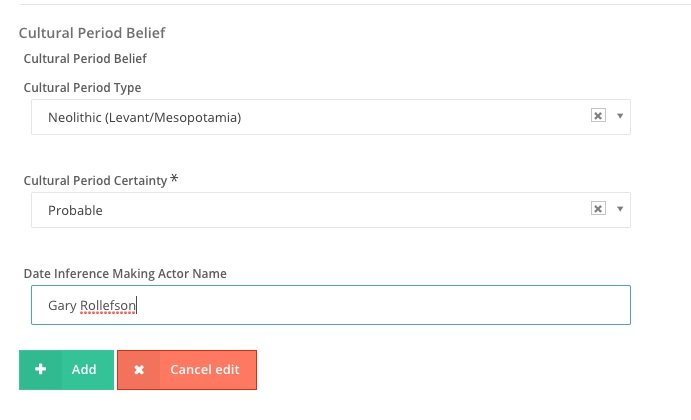 Cultural Period Belief
Cultural Period Belief
Cultural Period Type
Neolithic (Levant/Mesopotamia)
Cultural Period Certainty *
Probable
Date Inference Making Actor Name
Gary Rollefson
Add
Cancel edit